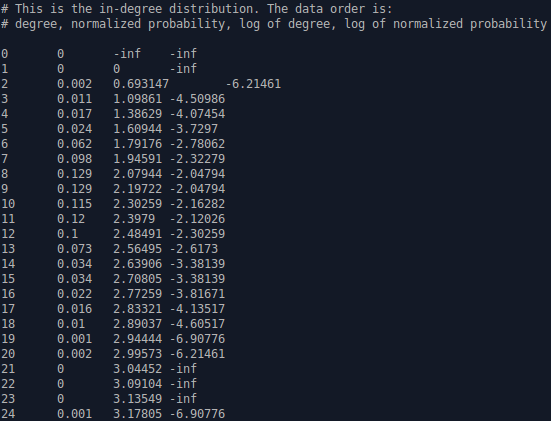 # This is the in-degree distribution. The data order is:
# degree, normalized probability, log of degree, log of normalized probability
0 0 -inf -inf
1 0 0 -inf
2 0.002 0.693147 -6.21461
3 0.011 1.09861 -4.50986
4 0.017 1.38629 -4.07454
5 0.024 1.60944 -3.7297
6 0.062 1.79176 -2.78062
7 0.098 1.94591 -2.32279
8 0.129 2.07944 -2.04794
9 0.129 2.19722 -2.04794
10 0.115 2.30259 -2.16282
11 0.12 2.3979 -2.12026
12 0.1 2.48491 -2.30259
13 0.073 2.56495 -2.6173
14 0.034 2.63906 -3.38139
15 0.034 2.70805 -3.38139
16 0.022 2.77259 -3.81671
17 0.016 2.83321 -4.13517
18 0.01 2.89037 -4.60517
19 0.001 2.94444 -6.90776
20 0.002 2.99573 -6.21461
21 0 3.04452 -inf
22 0 3.09104 -inf
23 0 3.13549 -inf
24 0.001 3.17805 -6.90776